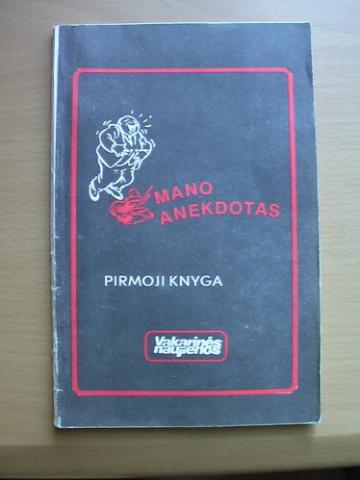 MANO
ANEKDOTAS
PIRMOJI KNYGA
Vakarinės
naujienos